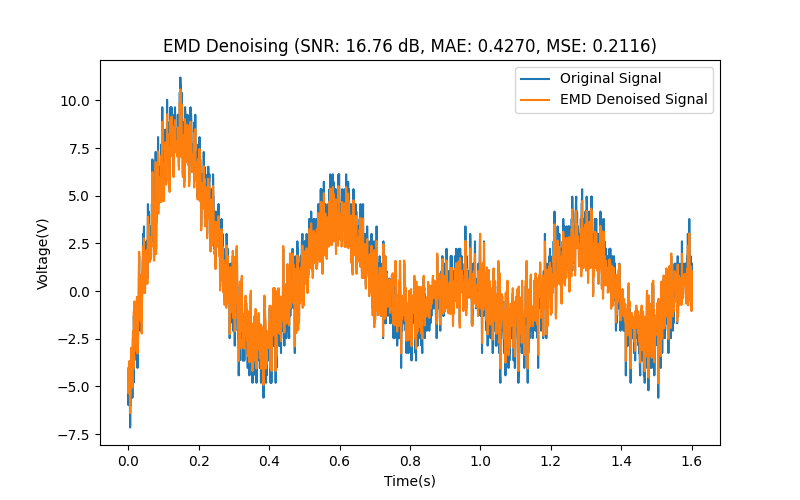 EMD Denoising (SNR: 16.76 dB, MAE: 0.4270, MSE: 0.2116)
Original Signal
EMD Denoised Signal
10.0
7.5
5.0
2.5
0.0
−2.5
−5.0
−7.5
Voltage(V)
0.0 0.2 0.4 0.6 0.8 1.0 1.2 1.4 1.6
Time(s)